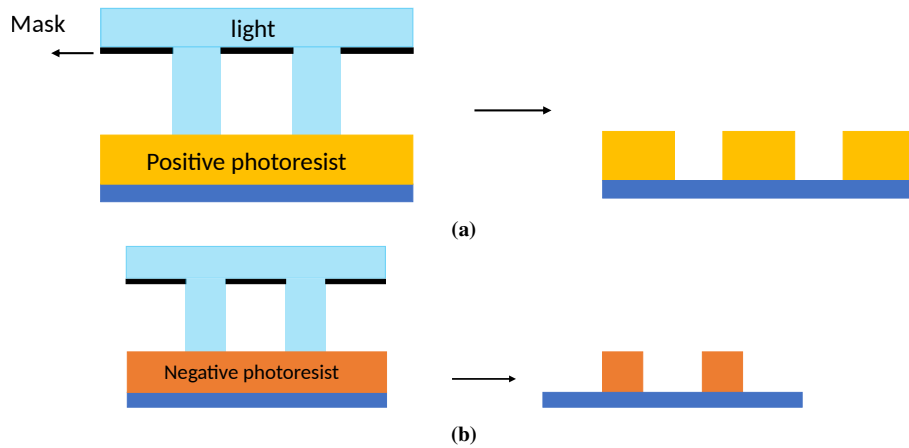 Mask
light
Positive photoresist
(a)
Negative photoresist
(b)